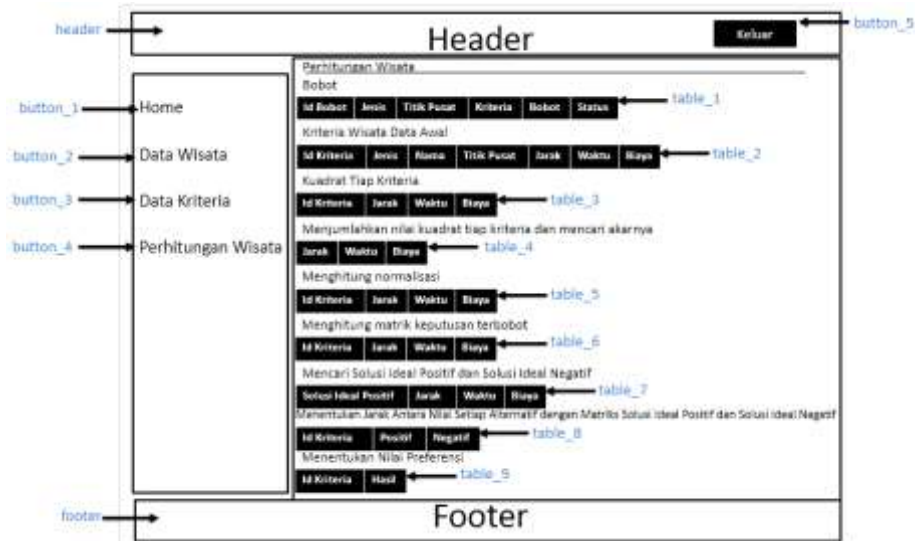 header
Header
Keluar
button_5
Perhitungan Wisata
Bobot
Id Bobot Jenis Titik Pusat Kriteria Bobot Status
table_1
button_1
Home
Kriteria Wisata Data Awal
button_2
Data Wisata
Id Kriteria Jenis Nama Titik Pusat Jarak Waktu Biaya
table_2
Kuadrat Tiap Kriteria
button_3
Data Kriteria
Id Kriteria Jarak Waktu Biaya
table_3
Menjumlahkan nilai kuadrat tiap kriteria dan mencari akarnya
button_4
Perhitungan Wisata
Jarak Waktu Biaya
table_4
Menghitung normalisasi
Id Kriteria Jarak Waktu Biaya
table_5
Menghitung matrik keputusan terbobot
Id Kriteria Jarak Waktu Biaya
table_6
Mencari Solusi Ideal Positif dan Solusi Ideal Negatif
Solusi Ideal Positif Jarak Waktu Biaya
table_7
Menentukan Jarak Antara Nilai Setiap Alternatif dengan Matriks Solusi Ideal Positif dan Solusi Ideal Negatif
Id Kriteria Positif Negatif
table_8
Menentukan Nilai Preferensi
Id Kriteria Hasil
table_9
footer
Footer